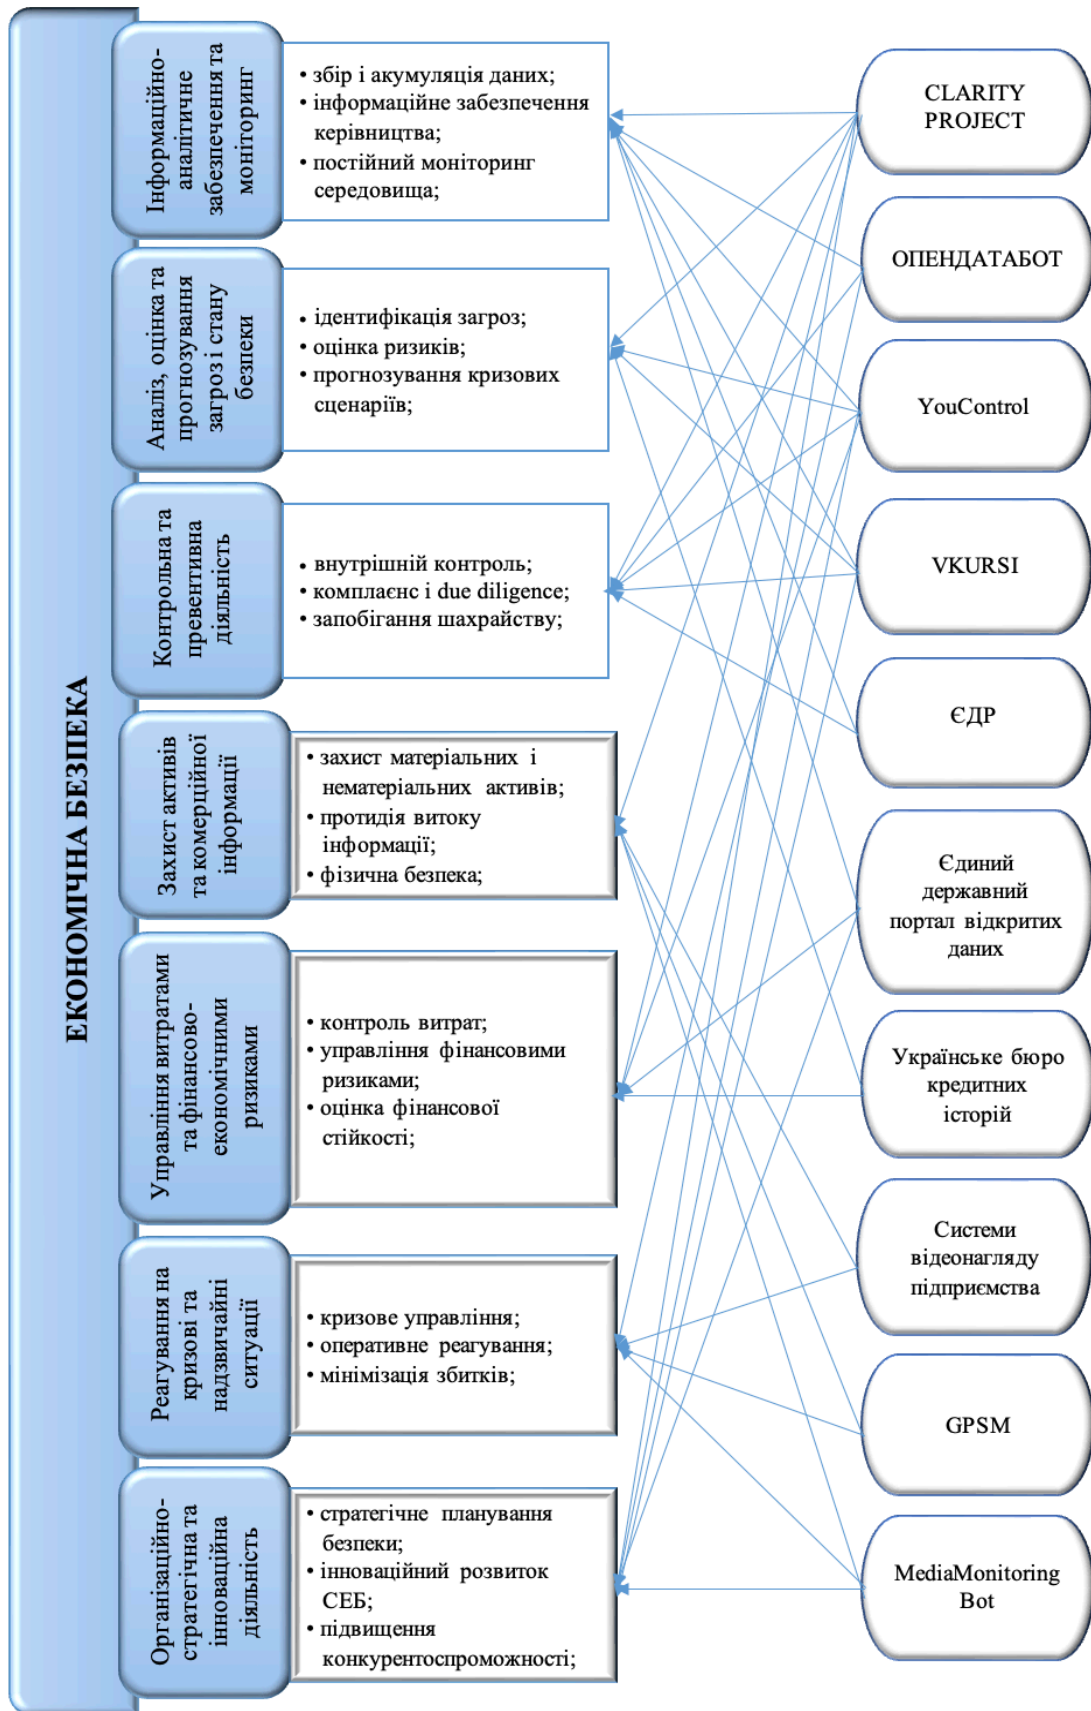 ЕКОНОМІЧНА БЕЗПЕКА
Інформаційно-
аналітичне
забезпечення та
моніторинг
• збір і акумуляція даних;
• інформаційне забезпечення
керівництва;
• постійний моніторинг
середовища;
Аналіз, оцінка та
прогнозування
загроз і стану
безпеки
• ідентифікація загроз;
• оцінка ризиків;
• прогнозування кризових
сценаріїв;
Контрольна та
превентивна
діяльність
• внутрішній контроль;
• комплаєнс і due diligence;
• запобігання шахрайству;
Захист активів
та комерційної
інформації
• захист матеріальних і
нематеріальних активів;
• протидія витоку
інформації;
• фізична безпека;
Управління витратами
та фінансово-
економічними
ризиками
• контроль витрат;
• управління фінансовими
ризиками;
• оцінка фінансової
стійкості;
Реагування на
кризові та
надзвичайні
ситуації
• кризове управління;
• оперативне реагування;
• мінімізація збитків;
Організаційно-
стратегічна та
інноваційна
діяльність
• стратегічне планування
безпеки;
• інноваційний розвиток
СЕБ;
• підвищення
конкурентоспроможності;
CLARITY
PROJECT
ОПЕНДАТАБОТ
YouControl
VKURSI
ЄДР
Єдиний
державний
портал відкритих
даних
Українське бюро
кредитних
історій
Системи
відеонагляду
підприємства
GPSM
MediaMonitoring
Bot